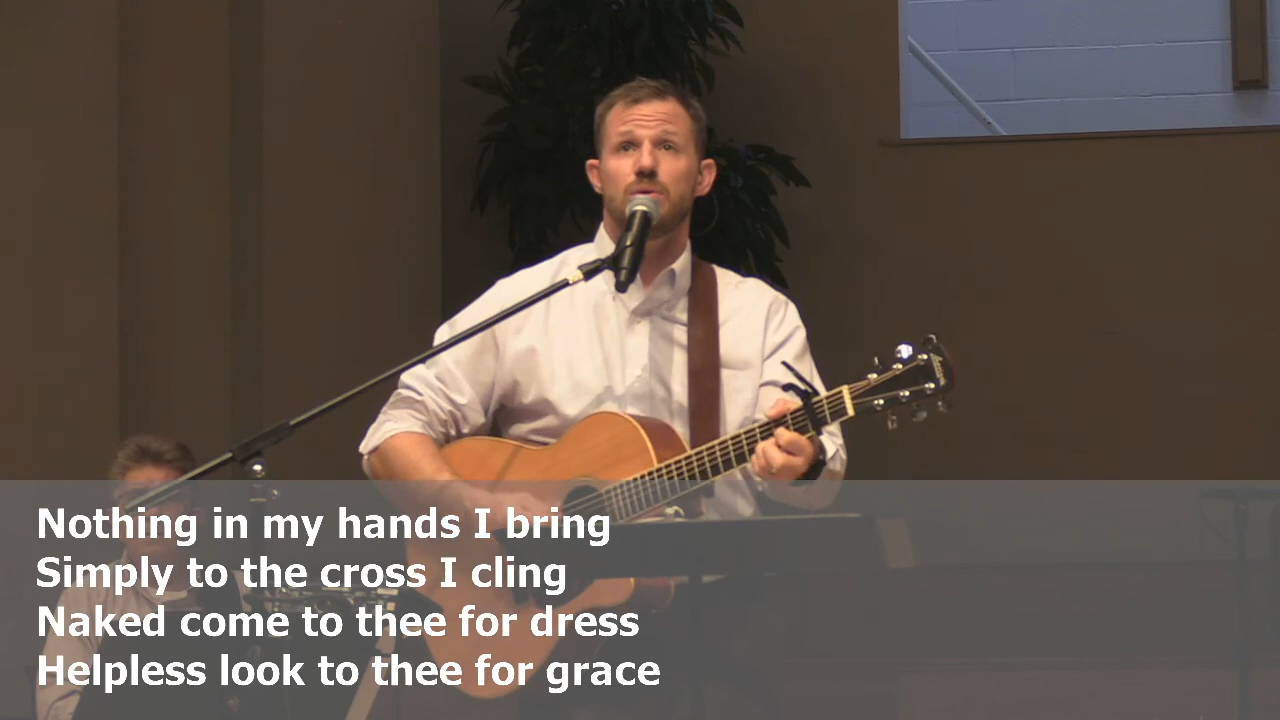 Nothing in my hands I bring
Simply to the cross I cling
Naked come to thee for dress
Helpless look to thee for grace